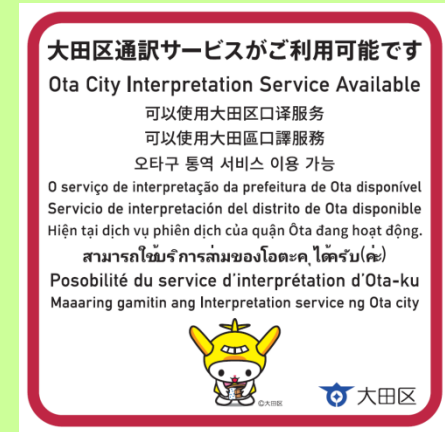 大田区通訳サービスがご利用可能です
Ota City Interpretation Service Available
可以使用大田区口译服务
可以使用大田區口譯服務
오타구 통역 서비스 이용 가능
O serviço de interpretação da prefeitura de Ota disponível
Servicio de interpretación del distrito de Ota disponible
Hiện tại dịch vụ phiên dịch của quận Ôta đang hoạt động.
สามารถใช้บริการล่ามของโอตะคุ ได้ครับ(ค่ะ)
Posobilité du service d'interprétation d'Ota-ku
Maaaring gamitin ang Interpretation service ng Ota city
©大田区
大田区